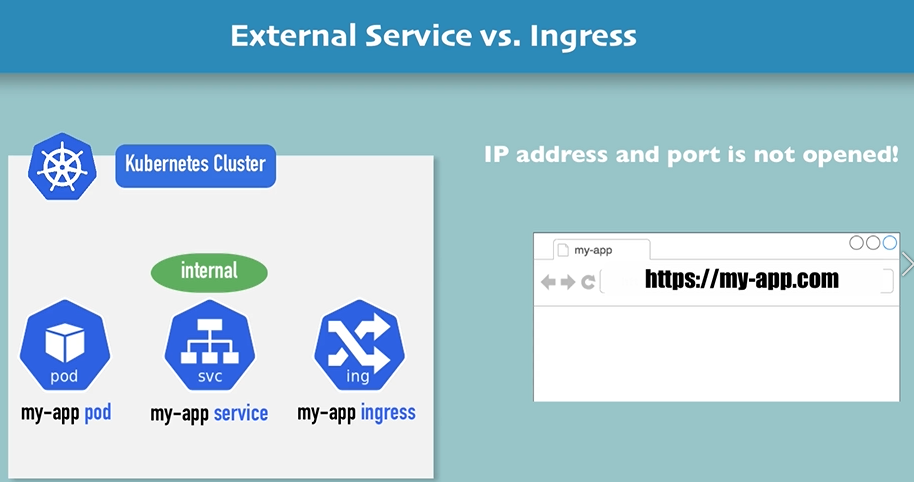 External Service vs. Ingress
Kubernetes Cluster
IP address and port is not opened!
my-app
https://my-app.com
internal
pod
svc
ing
my-app pod
my-app service
my-app ingress